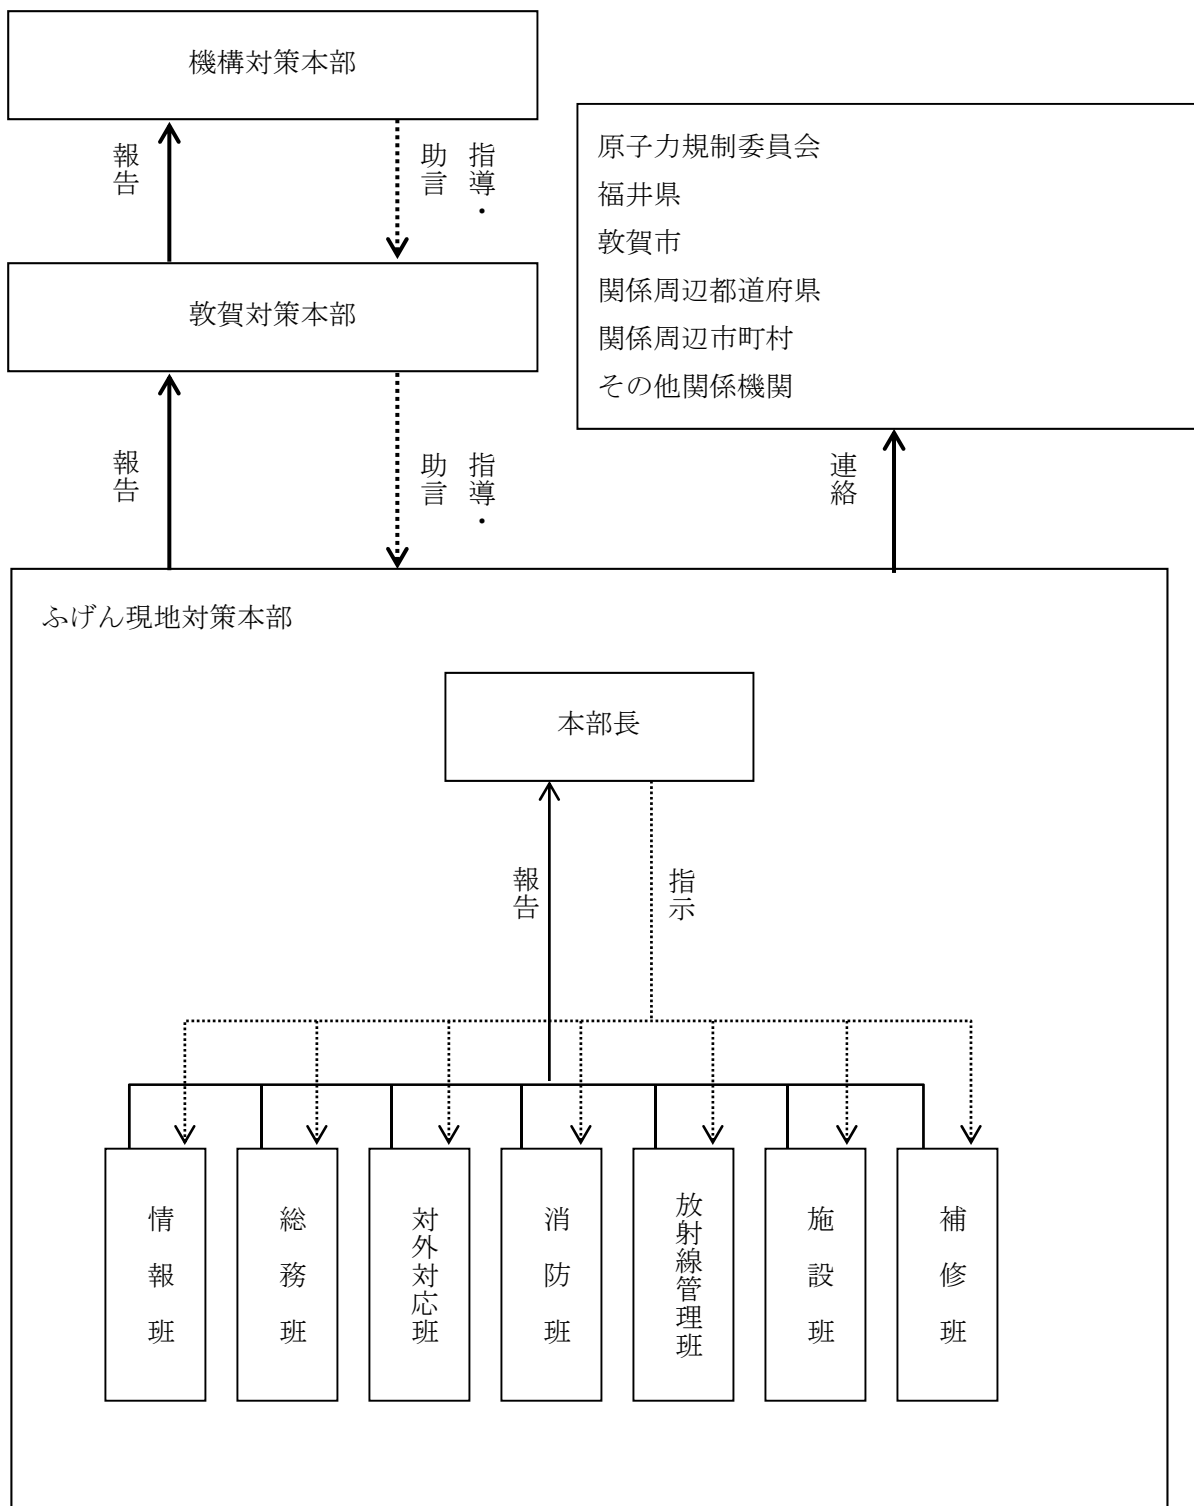 機構対策本部
報告
指導・
助言
原子力規制委員会
福井県
敦賀市
関係周辺都道府県
関係周辺市町村
その他関係機関
敦賀対策本部
報告
指導・
助言
連絡
ふげん現地対策本部
本部長
報告
指示
情報班
総務班
対外対応班
消防班
放射線管理班
施設班
補修班